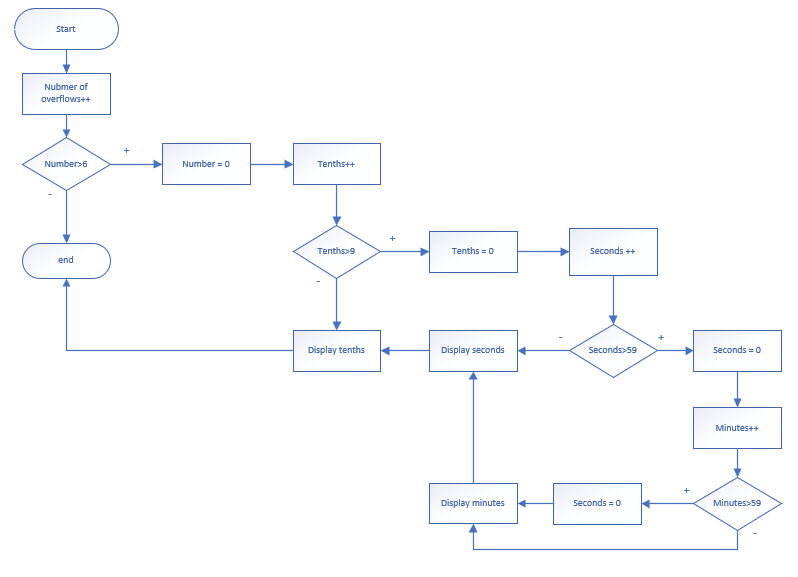 Start
Nubmer of
overflows++
Number>6
+
-
Number = 0
Tenths++
end
Tenths>9
+
-
Tenths = 0
Seconds ++
Display tenths
Display seconds
-
Seconds>59
+
Seconds = 0
Minutes++
Display minutes
Seconds = 0
+
Minutes>59
-